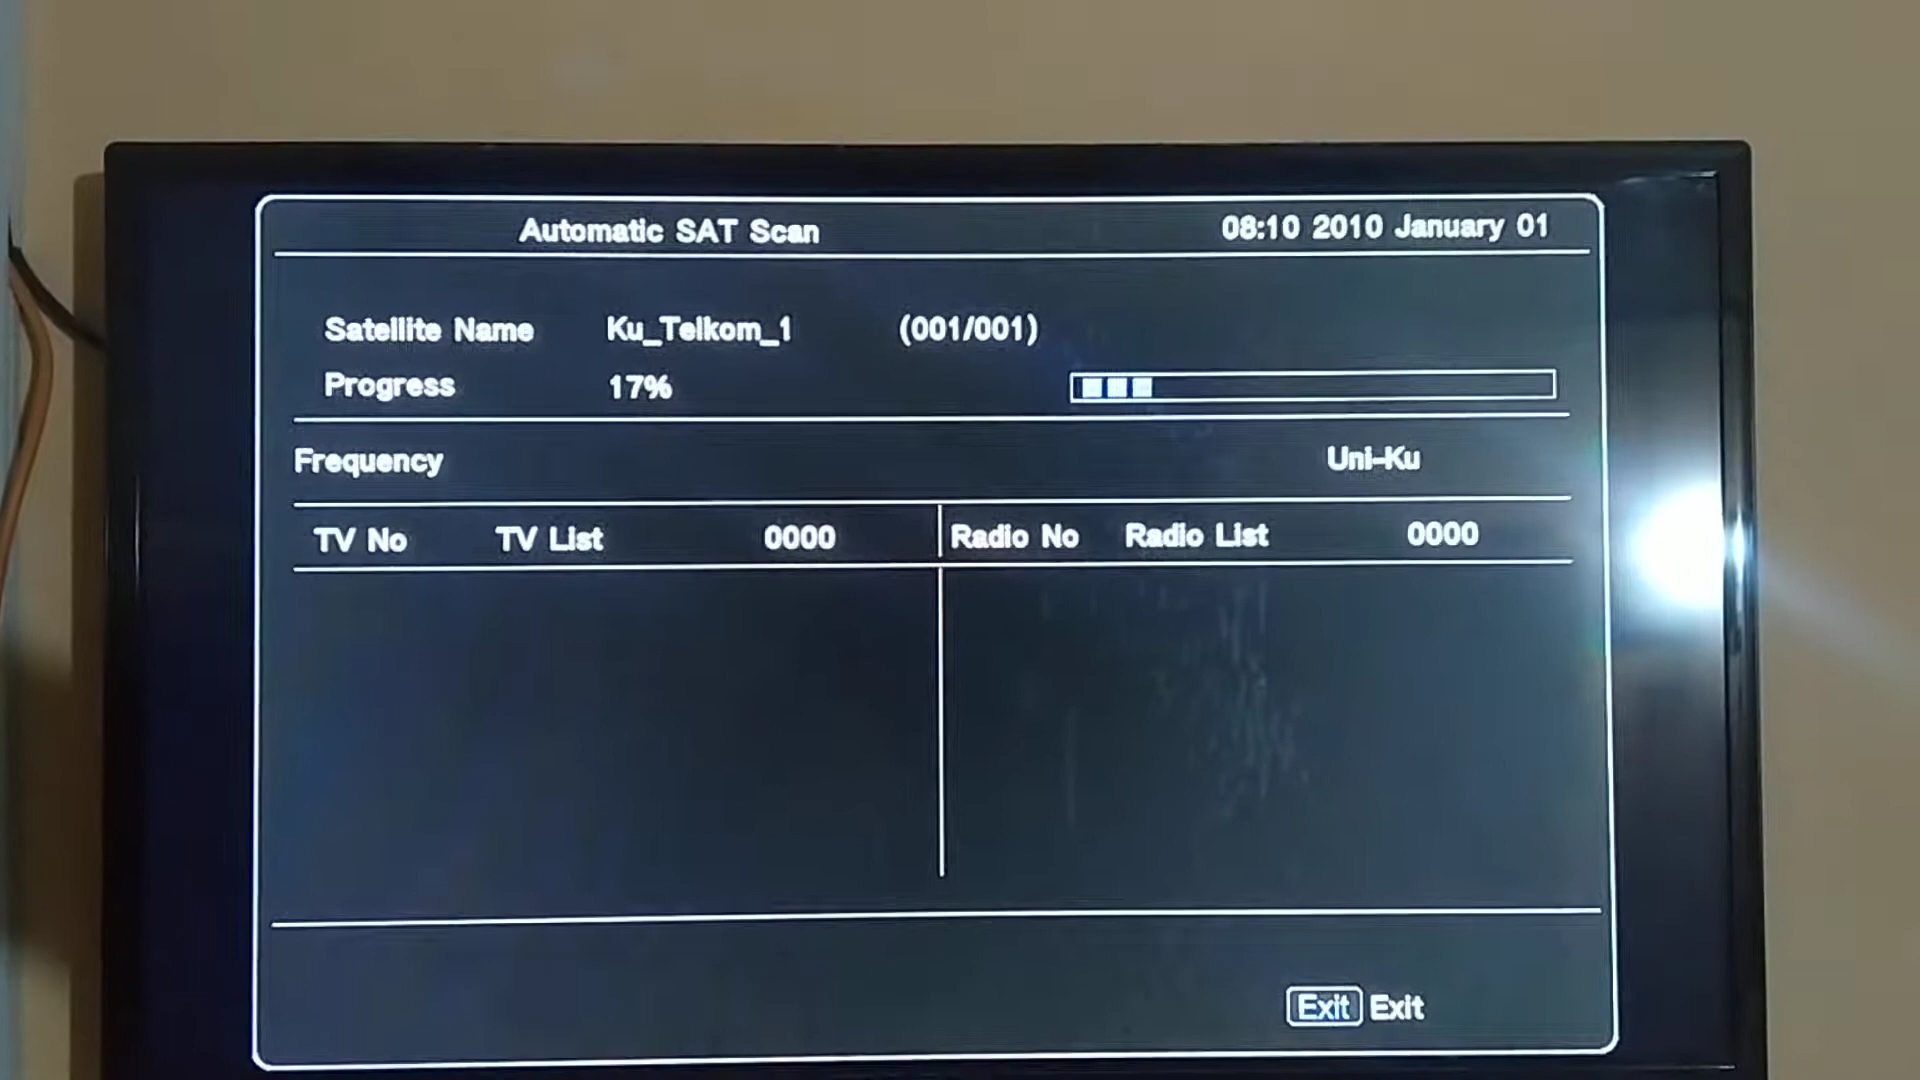 Automatic SAT Scan 08:10 2010 January 01
Satellite Name Ku_Telkom_1 (001/001)
Progress 17%
Frequency Uni-Ku
TV No TV List 0000 Radio No Radio List 0000
Exit Exit